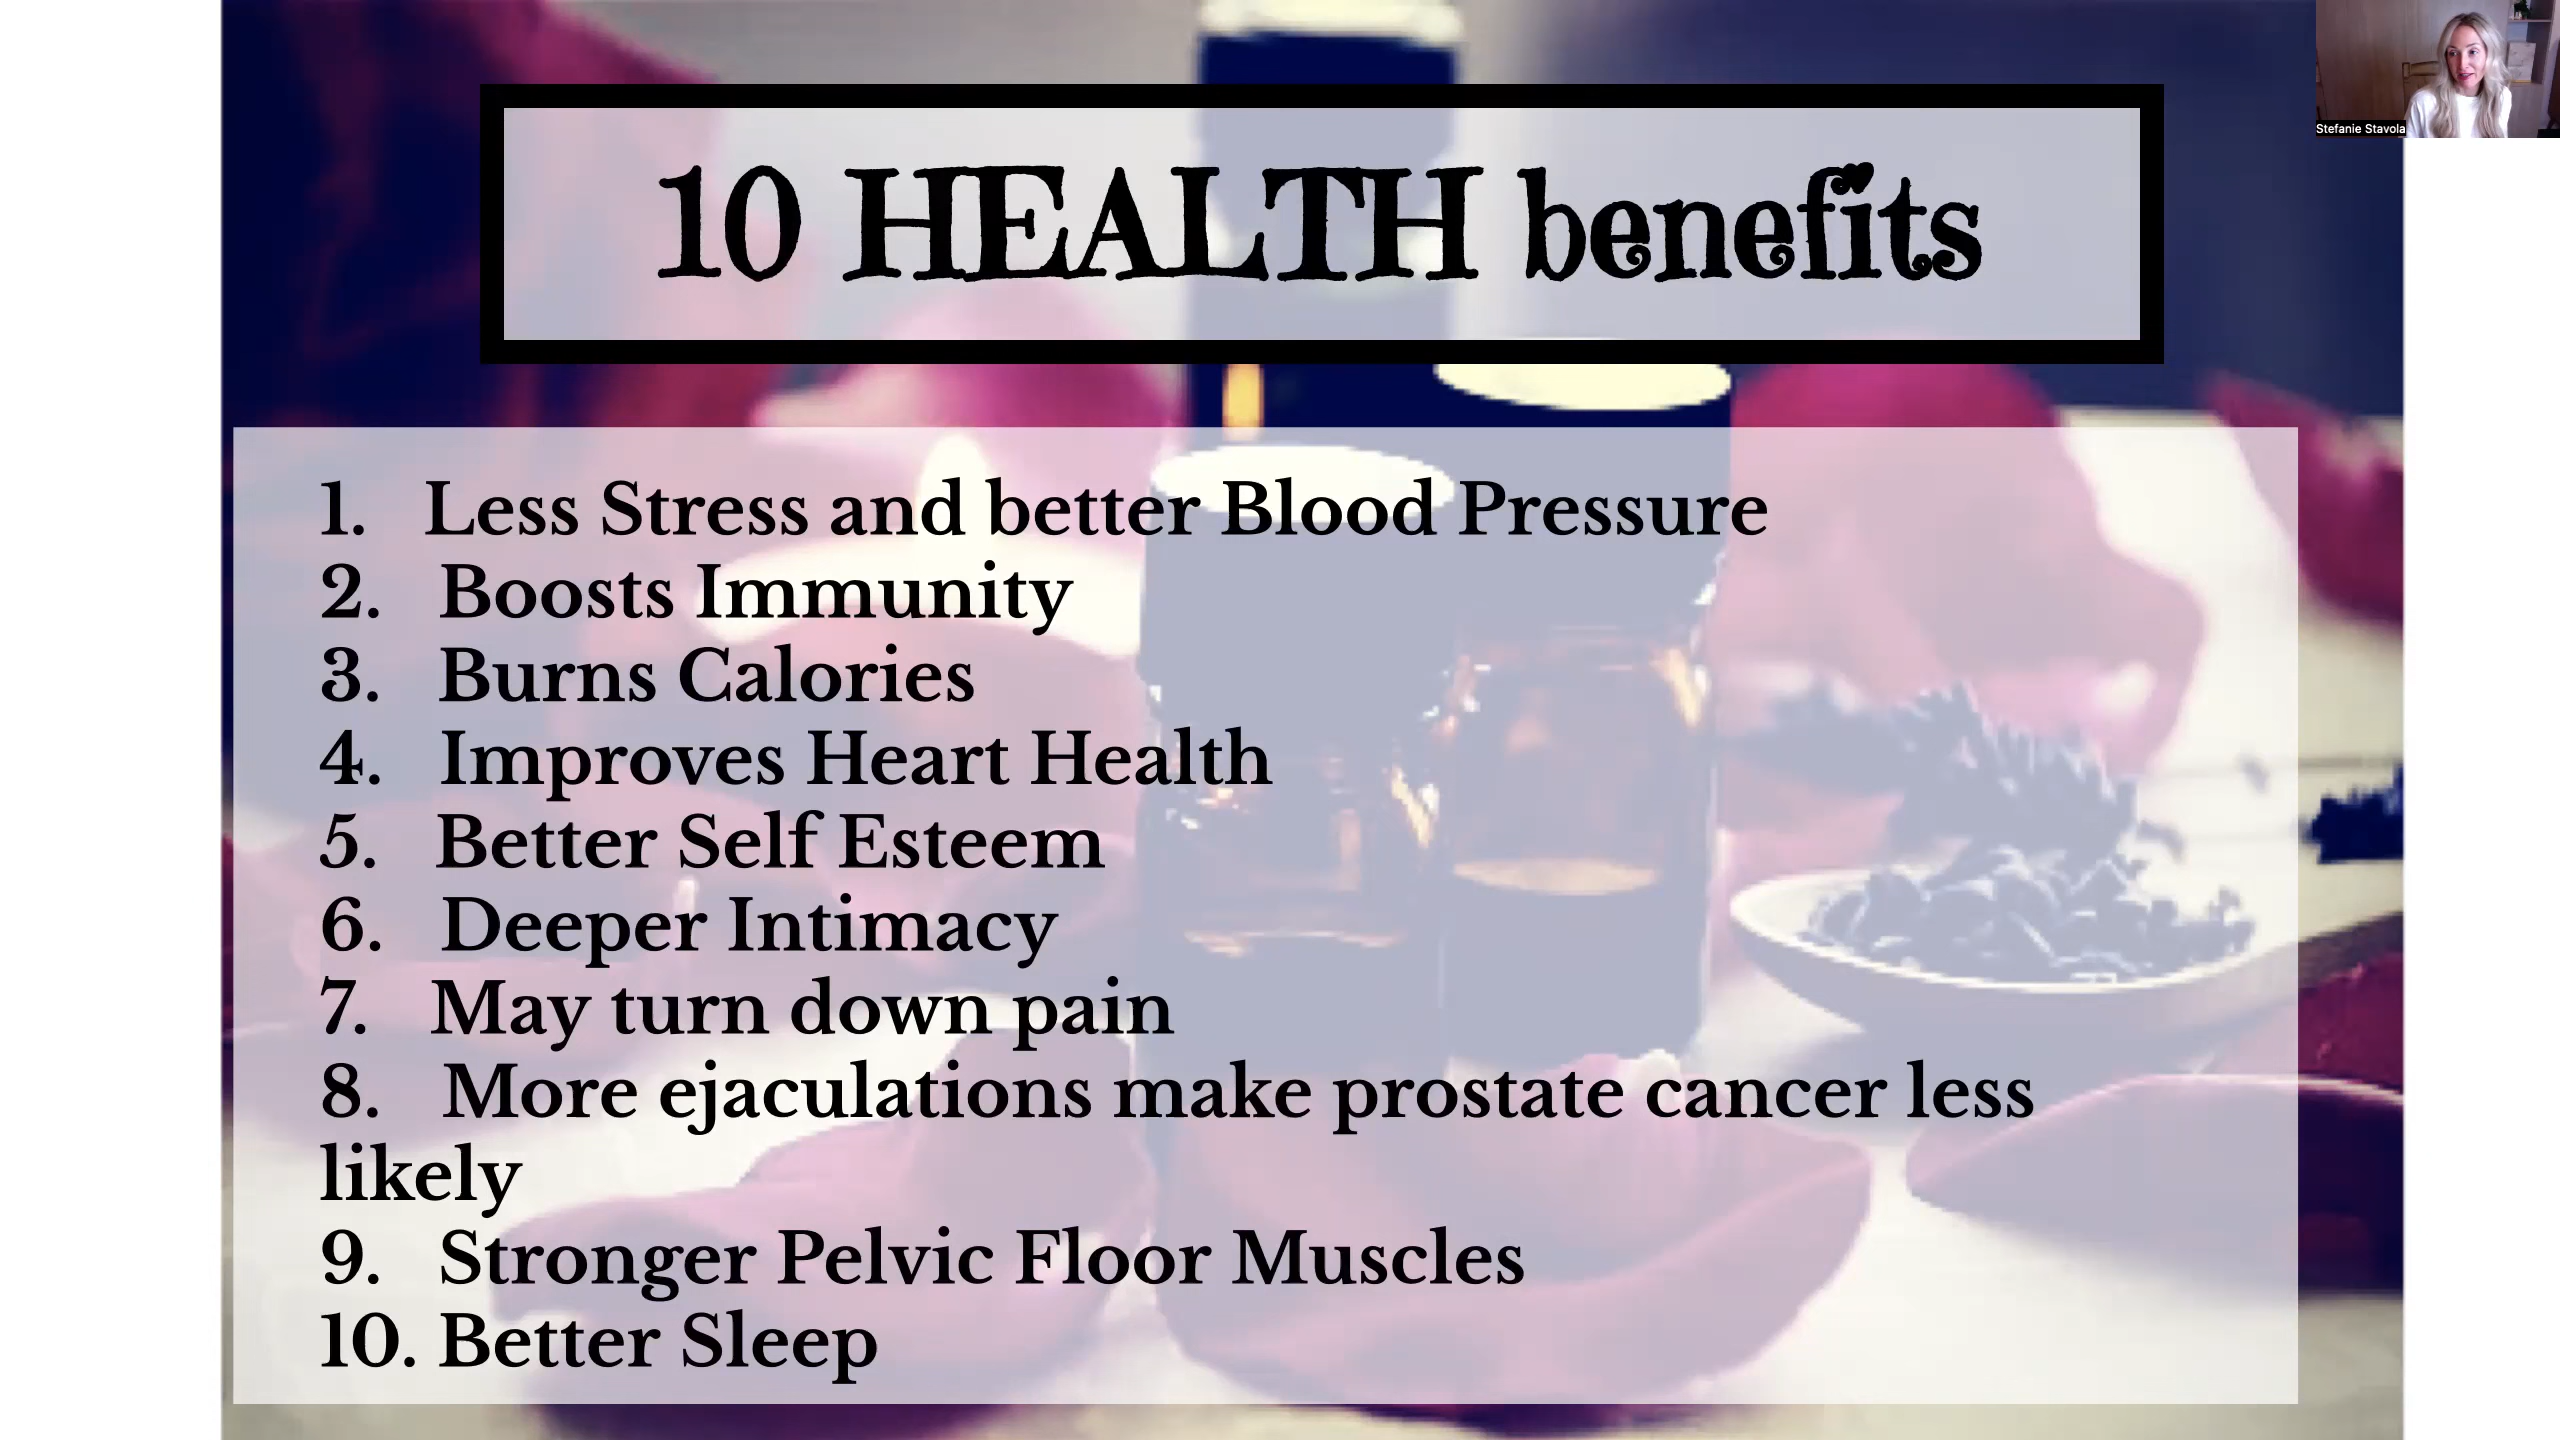 10 HEALTH benefits
Stefanie Stavola
1. Less Stress and better Blood Pressure
2. Boosts Immunity
3. Burns Calories
4. Improves Heart Health
5. Better Self Esteem
6. Deeper Intimacy
7. May turn down pain
8. More ejaculations make prostate cancer less
likely
9. Stronger Pelvic Floor Muscles
10. Better Sleep